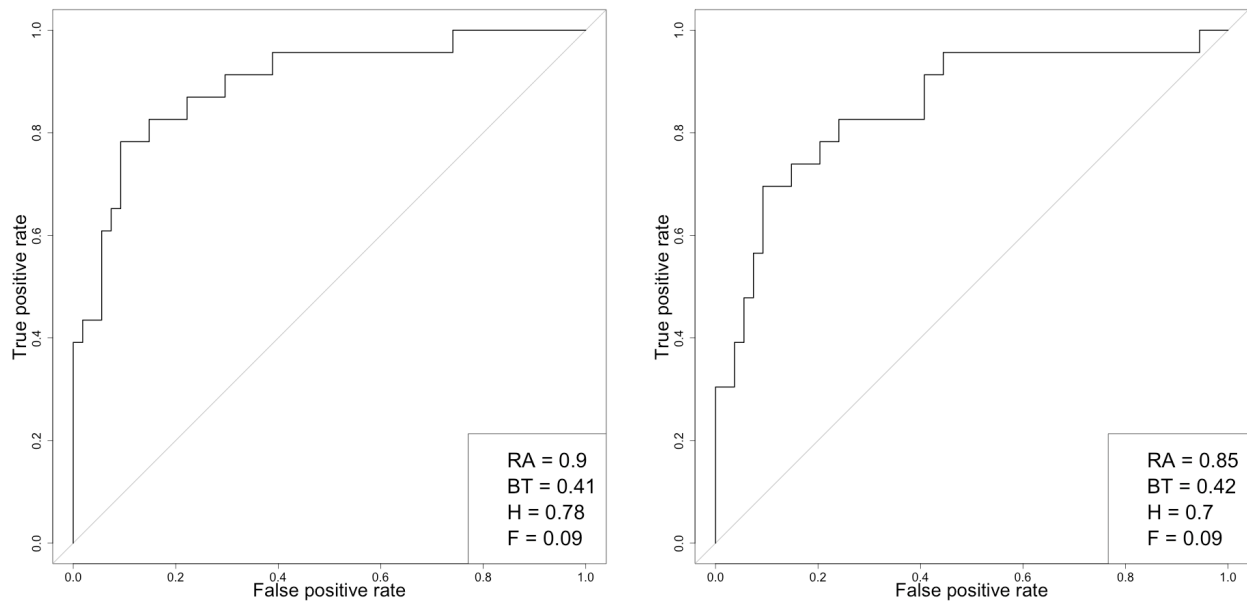 1.0
0.8
0.6
0.4
0.2
0.0
True positive rate
RA = 0.9
BT = 0.41
H = 0.78
F = 0.09
0.0 0.2 0.4 0.6 0.8 1.0
False positive rate
1.0
0.8
0.6
0.4
0.2
0.0
True positive rate
RA = 0.85
BT = 0.42
H = 0.7
F = 0.09
0.0 0.2 0.4 0.6 0.8 1.0
False positive rate